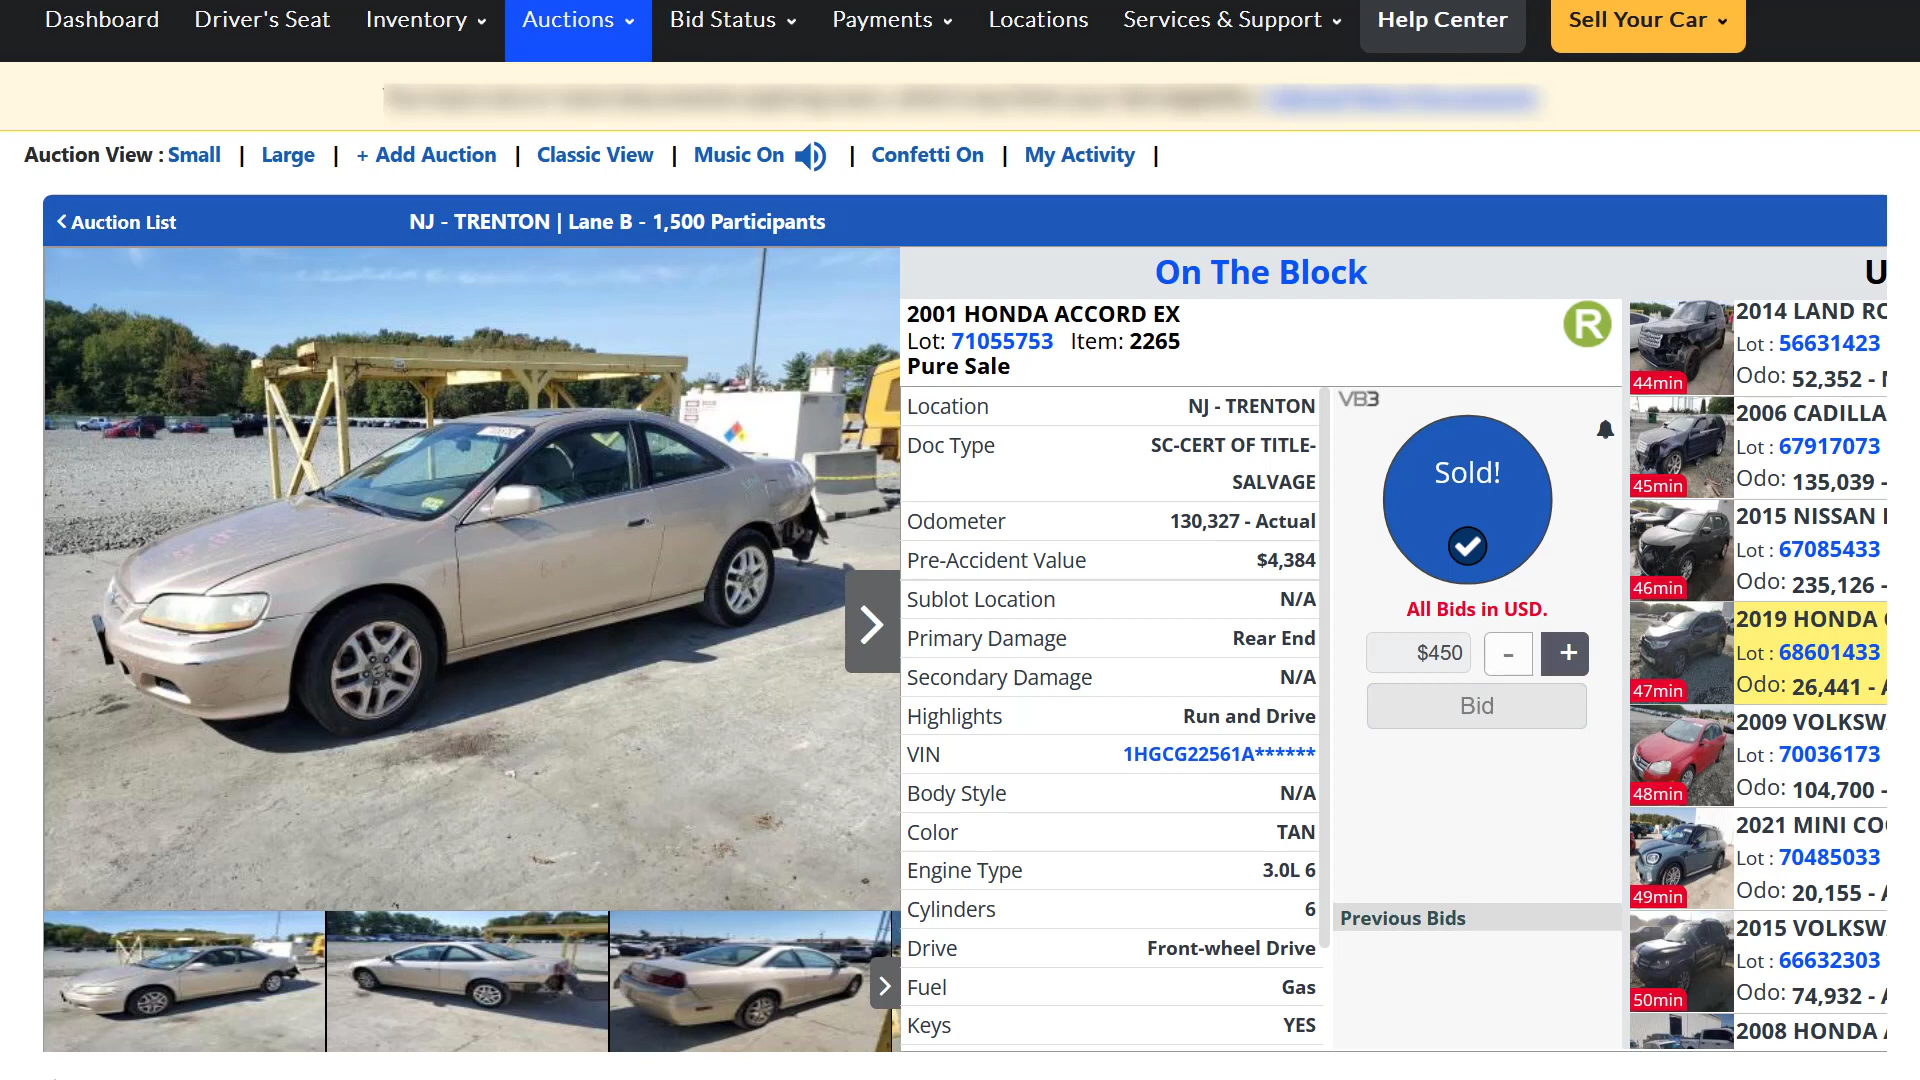 Dashboard Driver's Seat Inventory Auctions Bid Status Payments Locations Services & Support Help Center Sell Your Car
Auction View : Small | Large | + Add Auction | Classic View | Music On | Confetti On | My Activity |
Auction List NJ - TRENTON | Lane B - 1,500 Participants
On The Block
2001 HONDA ACCORD EX
Lot: 71055753 Item: 2265
Pure Sale
R
Location NJ - TRENTON
Doc Type SC-CERT OF TITLE-
SALVAGE
Odometer 130,327 - Actual
Pre-Accident Value $4,384
Sublot Location N/A
Primary Damage Rear End
Secondary Damage N/A
Highlights Run and Drive
VIN 1HGCG22561A******
Body Style N/A
Color TAN
Engine Type 3.0L 6
Cylinders 6
Drive Front-wheel Drive
Fuel Gas
Keys YES
VB3
Sold!
All Bids in USD.
$450 - +
Bid
Previous Bids
U
2014 LAND RO
Lot : 56631423
44min Odo: 52,352 -
2006 CADILLA
Lot : 67917073
45min Odo: 135,039 -
2015 NISSAN
Lot : 67085433
46min Odo: 235,126 -
2019 HONDA
Lot : 68601433
47min Odo: 26,441 - A
2009 VOLKSW
Lot : 70036173
48min Odo: 104,700 -
2021 MINI CO
Lot : 70485033
49min Odo: 20,155 - A
2015 VOLKSW
Lot : 66632303
50min Odo: 74,932 - A
2008 HONDA A